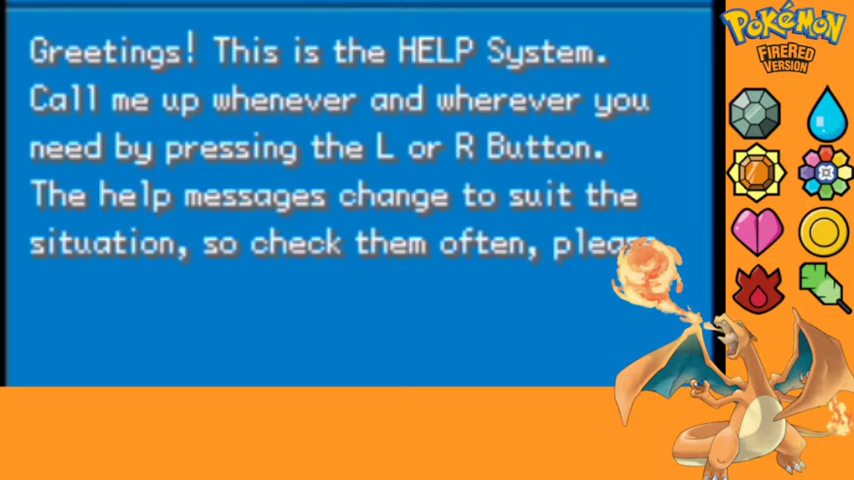 Greetings! This is the HELP System.
Call me up whenever and wherever you
need by pressing the L or R Button.
The help messages change to suit the
situation, so check them often, please
POKéMON
FIRERED
VERSION